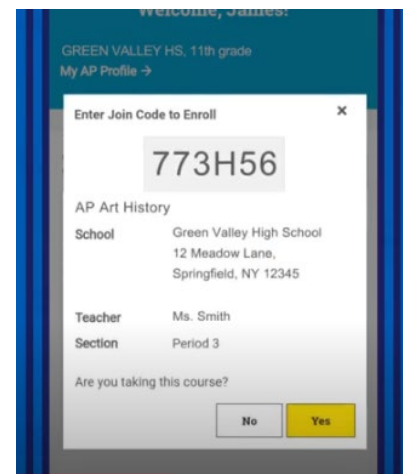 Welcome, James!
GREEN VALLEY HS, 11th grade
My AP Profile →
Enter Join Code to Enroll ×
773H56
AP Art History
School Green Valley High School
12 Meadow Lane,
Springfield, NY 12345
Teacher Ms. Smith
Section Period 3
Are you taking this course?
No Yes